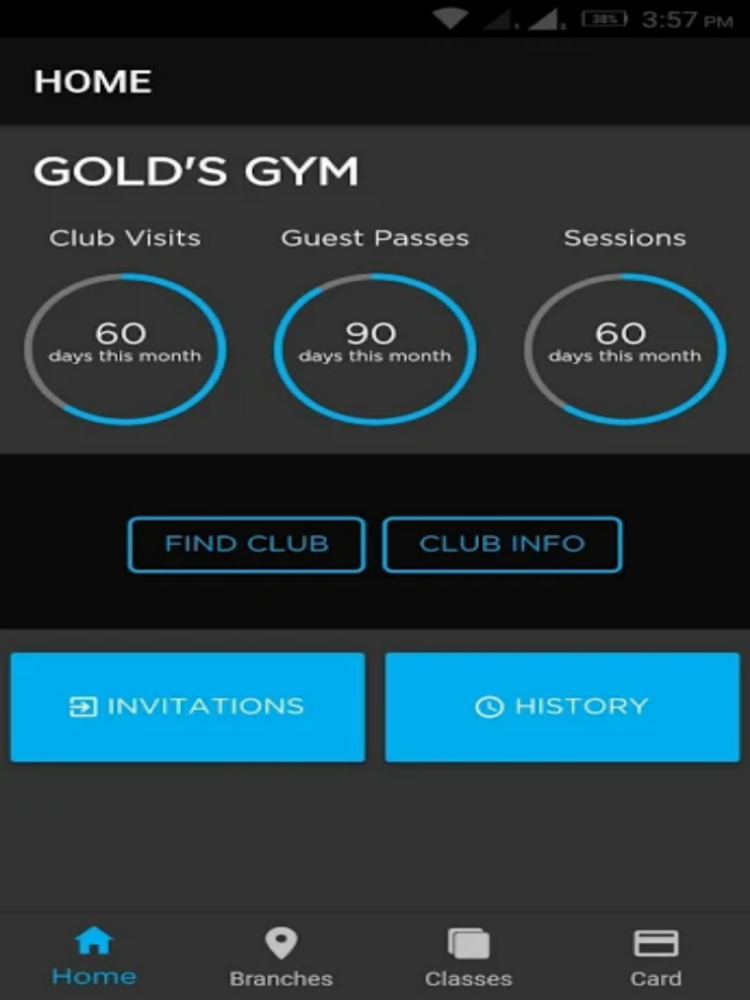 38% 3:57 PM
HOME
GOLD'S GYM
Club Visits Guest Passes Sessions
60 90 60
days this month days this month days this month
FIND CLUB CLUB INFO
INVITATIONS HISTORY
Home Branches Classes Card